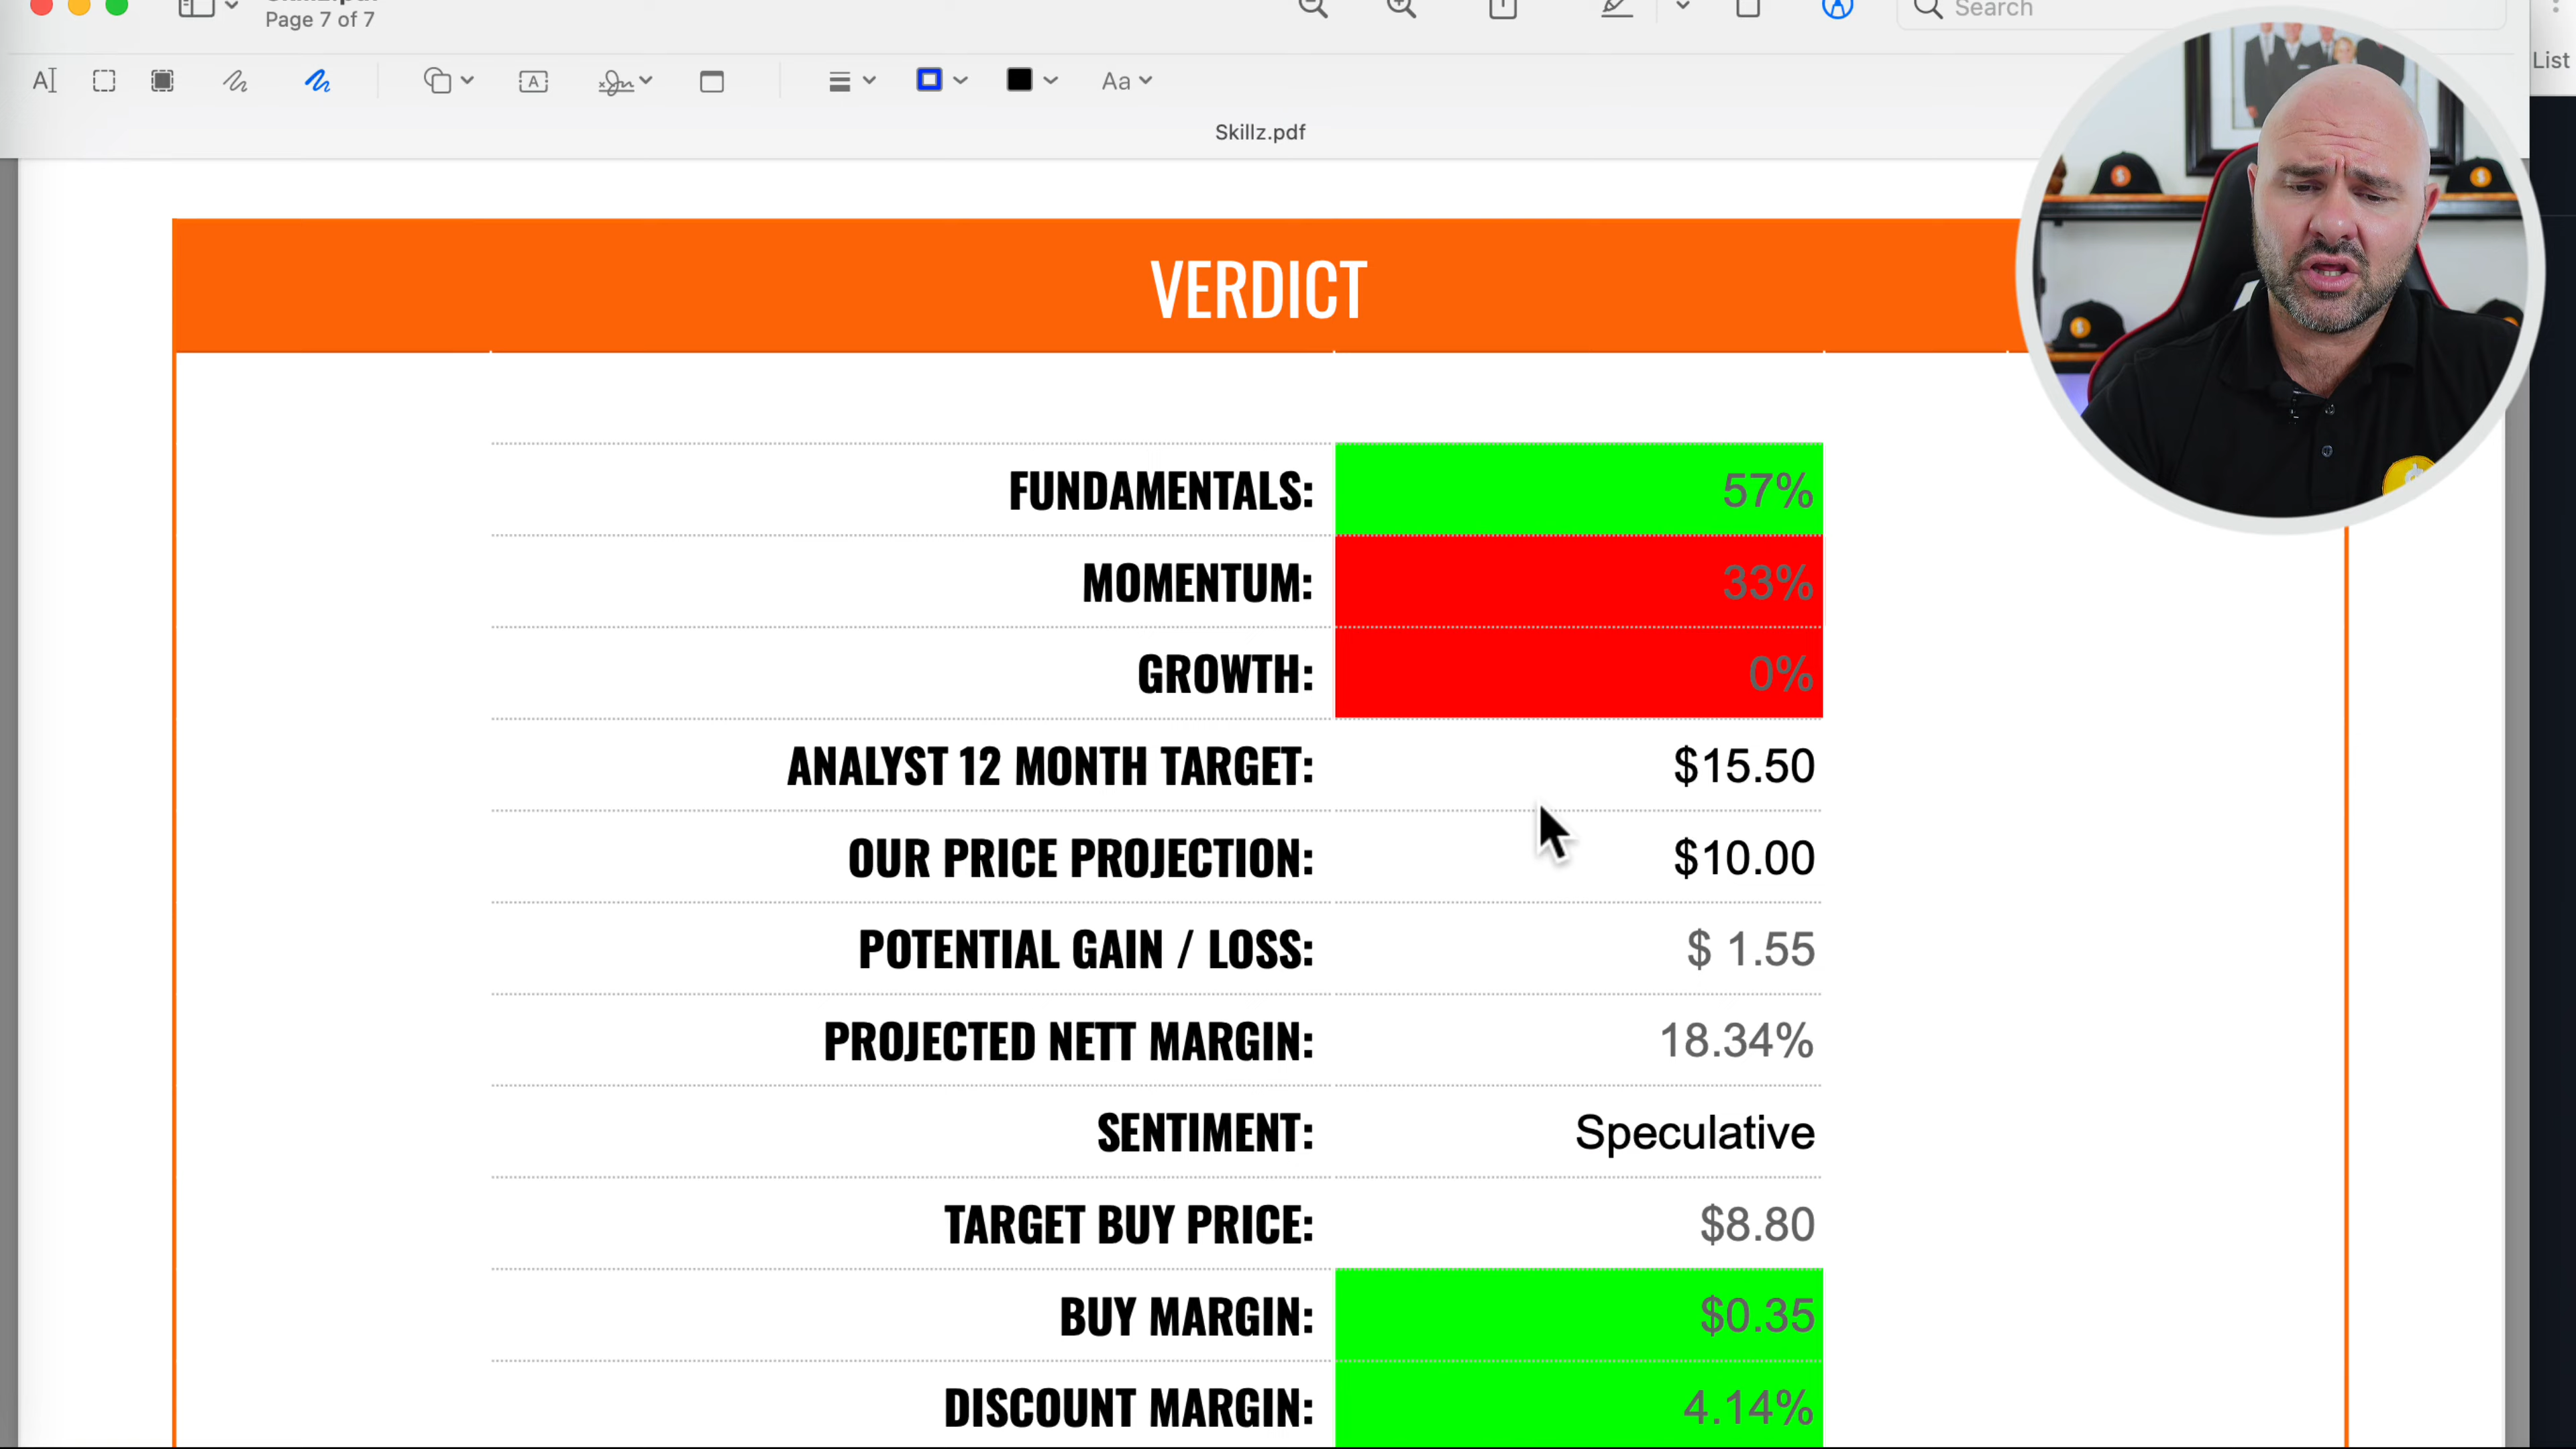 Page 7 of 7
Search
List
A
Aa
Skillz.pdf
VERDICT
FUNDAMENTALS: 57%
MOMENTUM: 33%
GROWTH: 0%
ANALYST 12 MONTH TARGET: $15.50
OUR PRICE PROJECTION: $10.00
POTENTIAL GAIN / LOSS: $ 1.55
PROJECTED NETT MARGIN: 18.34%
SENTIMENT: Speculative
TARGET BUY PRICE: $8.80
BUY MARGIN: $0.35
DISCOUNT MARGIN: 4.14%